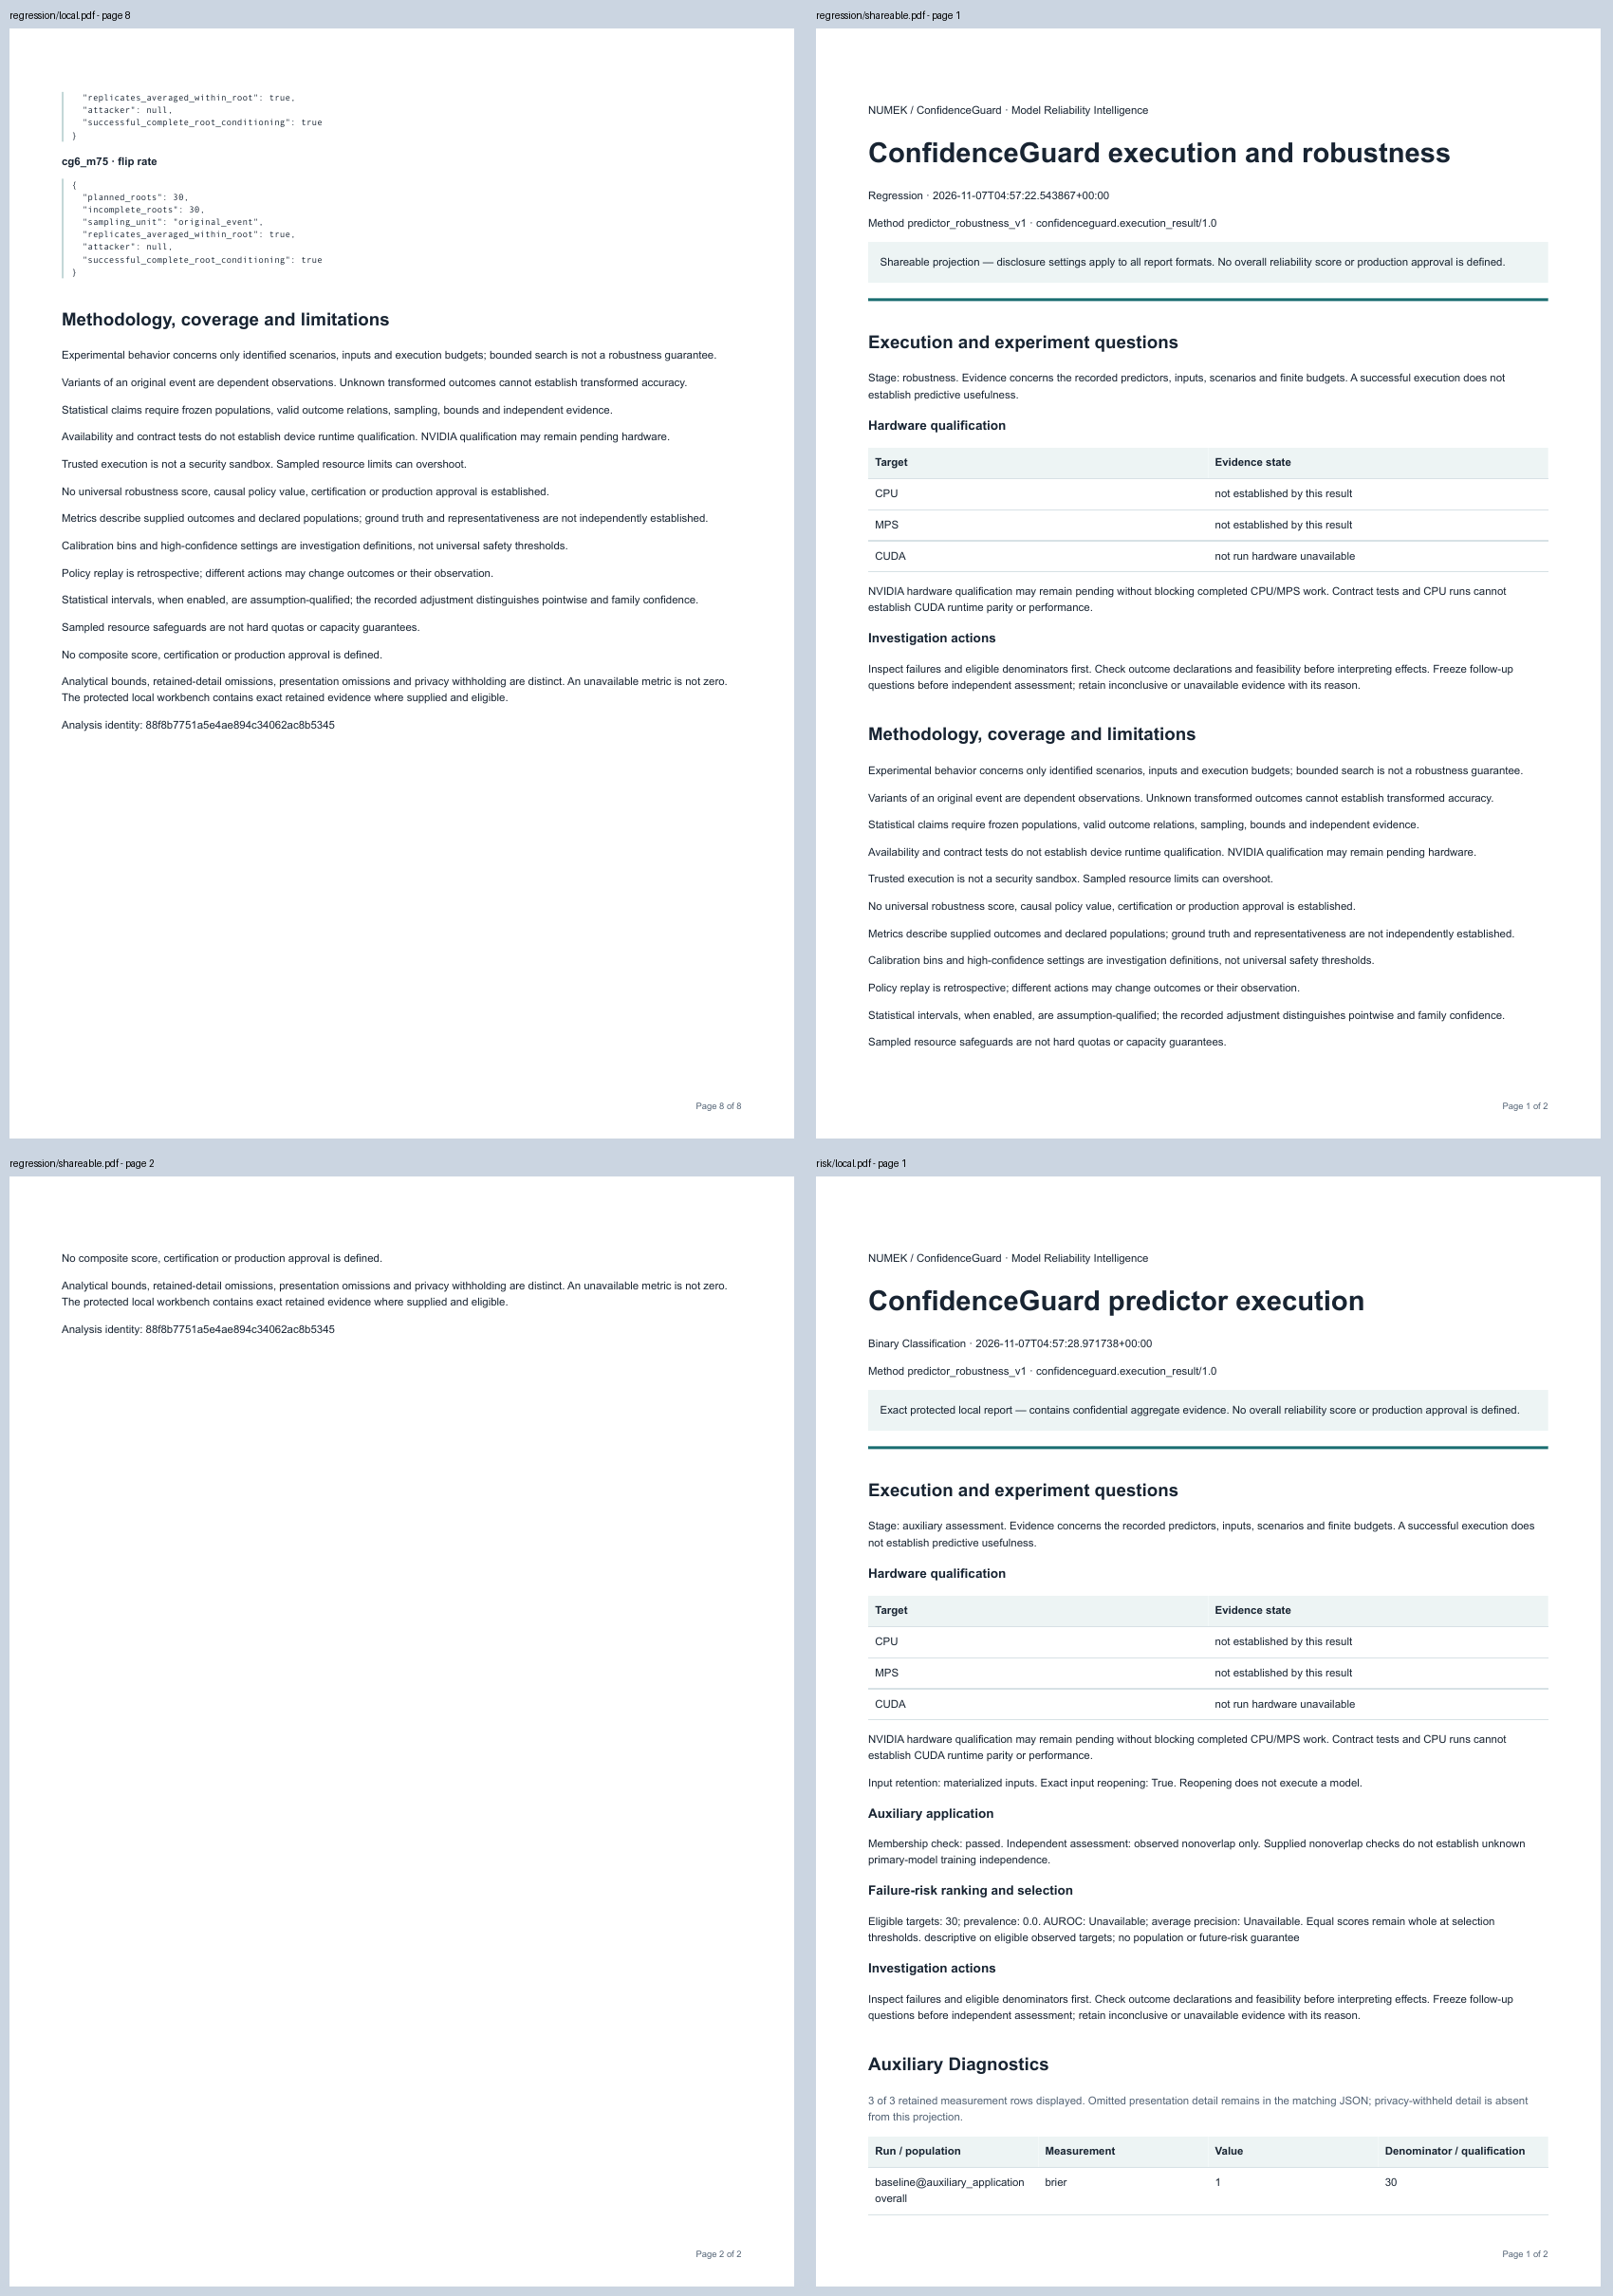 regression/local.pdf - page 8
"replicates_averaged_within_root": true,
"attacker": null,
"successful_complete_root_conditioning": true
}
cg6_m75 · flip rate
{
"planned_roots": 30,
"incomplete_roots": 30,
"sampling_unit": "original_event",
"replicates_averaged_within_root": true,
"attacker": null,
"successful_complete_root_conditioning": true
}
Methodology, coverage and limitations
Experimental behavior concerns only identified scenarios, inputs and execution budgets; bounded search is not a robustness guarantee.
Variants of an original event are dependent observations. Unknown transformed outcomes cannot establish transformed accuracy.
Statistical claims require frozen populations, valid outcome relations, sampling, bounds and independent evidence.
Availability and contract tests do not establish device runtime qualification. NVIDIA qualification may remain pending hardware.
Trusted execution is not a security sandbox. Sampled resource limits can overshoot.
No universal robustness score, causal policy value, certification or production approval is established.
Metrics describe supplied outcomes and declared populations; ground truth and representativeness are not independently established.
Calibration bins and high-confidence settings are investigation definitions, not universal safety thresholds.
Policy replay is retrospective; different actions may change outcomes or their observation.
Statistical intervals, when enabled, are assumption-qualified; the recorded adjustment distinguishes pointwise and family confidence.
Sampled resource safeguards are not hard quotas or capacity guarantees.
No composite score, certification or production approval is defined.
Analytical bounds, retained-detail omissions, presentation omissions and privacy withholding are distinct. An unavailable metric is not zero.
The protected local workbench contains exact retained evidence where supplied and eligible.
Analysis identity: 88f8b7751a5e4ae894c34062ac8b5345
Page 8 of 8
regression/shareable.pdf - page 1
NUMEK / ConfidenceGuard · Model Reliability Intelligence
ConfidenceGuard execution and robustness
Regression · 2026-11-07T04:57:22.543867+00:00
Method predictor_robustness_v1 · confidenceguard.execution_result/1.0
Shareable projection — disclosure settings apply to all report formats. No overall reliability score or production approval is defined.
Execution and experiment questions
Stage: robustness. Evidence concerns the recorded predictors, inputs, scenarios and finite budgets. A successful execution does not
establish predictive usefulness.
Hardware qualification
Target Evidence state
CPU not established by this result
MPS not established by this result
CUDA not run hardware unavailable
NVIDIA hardware qualification may remain pending without blocking completed CPU/MPS work. Contract tests and CPU runs cannot
establish CUDA runtime parity or performance.
Investigation actions
Inspect failures and eligible denominators first. Check outcome declarations and feasibility before interpreting effects. Freeze follow-up
questions before independent assessment; retain inconclusive or unavailable evidence with its reason.
Methodology, coverage and limitations
Experimental behavior concerns only identified scenarios, inputs and execution budgets; bounded search is not a robustness guarantee.
Variants of an original event are dependent observations. Unknown transformed outcomes cannot establish transformed accuracy.
Statistical claims require frozen populations, valid outcome relations, sampling, bounds and independent evidence.
Availability and contract tests do not establish device runtime qualification. NVIDIA qualification may remain pending hardware.
Trusted execution is not a security sandbox. Sampled resource limits can overshoot.
No universal robustness score, causal policy value, certification or production approval is established.
Metrics describe supplied outcomes and declared populations; ground truth and representativeness are not independently established.
Calibration bins and high-confidence settings are investigation definitions, not universal safety thresholds.
Policy replay is retrospective; different actions may change outcomes or their observation.
Statistical intervals, when enabled, are assumption-qualified; the recorded adjustment distinguishes pointwise and family confidence.
Sampled resource safeguards are not hard quotas or capacity guarantees.
Page 1 of 2
regression/shareable.pdf - page 2
No composite score, certification or production approval is defined.
Analytical bounds, retained-detail omissions, presentation omissions and privacy withholding are distinct. An unavailable metric is not zero.
The protected local workbench contains exact retained evidence where supplied and eligible.
Analysis identity: 88f8b7751a5e4ae894c34062ac8b5345
Page 2 of 2
risk/local.pdf - page 1
NUMEK / ConfidenceGuard · Model Reliability Intelligence
ConfidenceGuard predictor execution
Binary Classification · 2026-11-07T04:57:28.971738+00:00
Method predictor_robustness_v1 · confidenceguard.execution_result/1.0
Exact protected local report — contains confidential aggregate evidence. No overall reliability score or production approval is defined.
Execution and experiment questions
Stage: auxiliary assessment. Evidence concerns the recorded predictors, inputs, scenarios and finite budgets. A successful execution does
not establish predictive usefulness.
Hardware qualification
Target Evidence state
CPU not established by this result
MPS not established by this result
CUDA not run hardware unavailable
NVIDIA hardware qualification may remain pending without blocking completed CPU/MPS work. Contract tests and CPU runs cannot
establish CUDA runtime parity or performance.
Input retention: materialized inputs. Exact input reopening: True. Reopening does not execute a model.
Auxiliary application
Membership check: passed. Independent assessment: observed nonoverlap only. Supplied nonoverlap checks do not establish unknown
primary-model training independence.
Failure-risk ranking and selection
Eligible targets: 30; prevalence: 0.0. AUROC: Unavailable; average precision: Unavailable. Equal scores remain whole at selection
thresholds. descriptive on eligible observed targets; no population or future-risk guarantee
Investigation actions
Inspect failures and eligible denominators first. Check outcome declarations and feasibility before interpreting effects. Freeze follow-up
questions before independent assessment; retain inconclusive or unavailable evidence with its reason.
Auxiliary Diagnostics
3 of 3 retained measurement rows displayed. Omitted presentation detail remains in the matching JSON; privacy-withheld detail is absent
from this projection.
Run / population Measurement Value Denominator / qualification
baseline@auxiliary_application brier 1 30
overall
Page 1 of 2